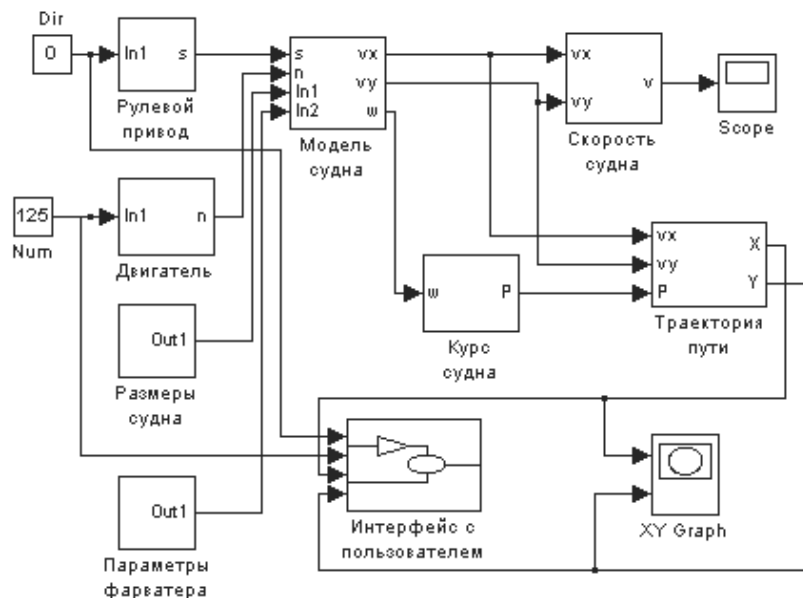 Dir
0
In1 s
Рулевой
привод
s vx
n vy
In1 w
In2
Модель
судна
vx
vy v
Скорость
судна
Scope
125
Num
In1 n
Двигатель
vx X
vy Y
P
Траектория
пути
w P
Курс
судна
Out1
Размеры
судна
Интерфейс с
пользователем
XY Graph
Out1
Параметры
фарватера